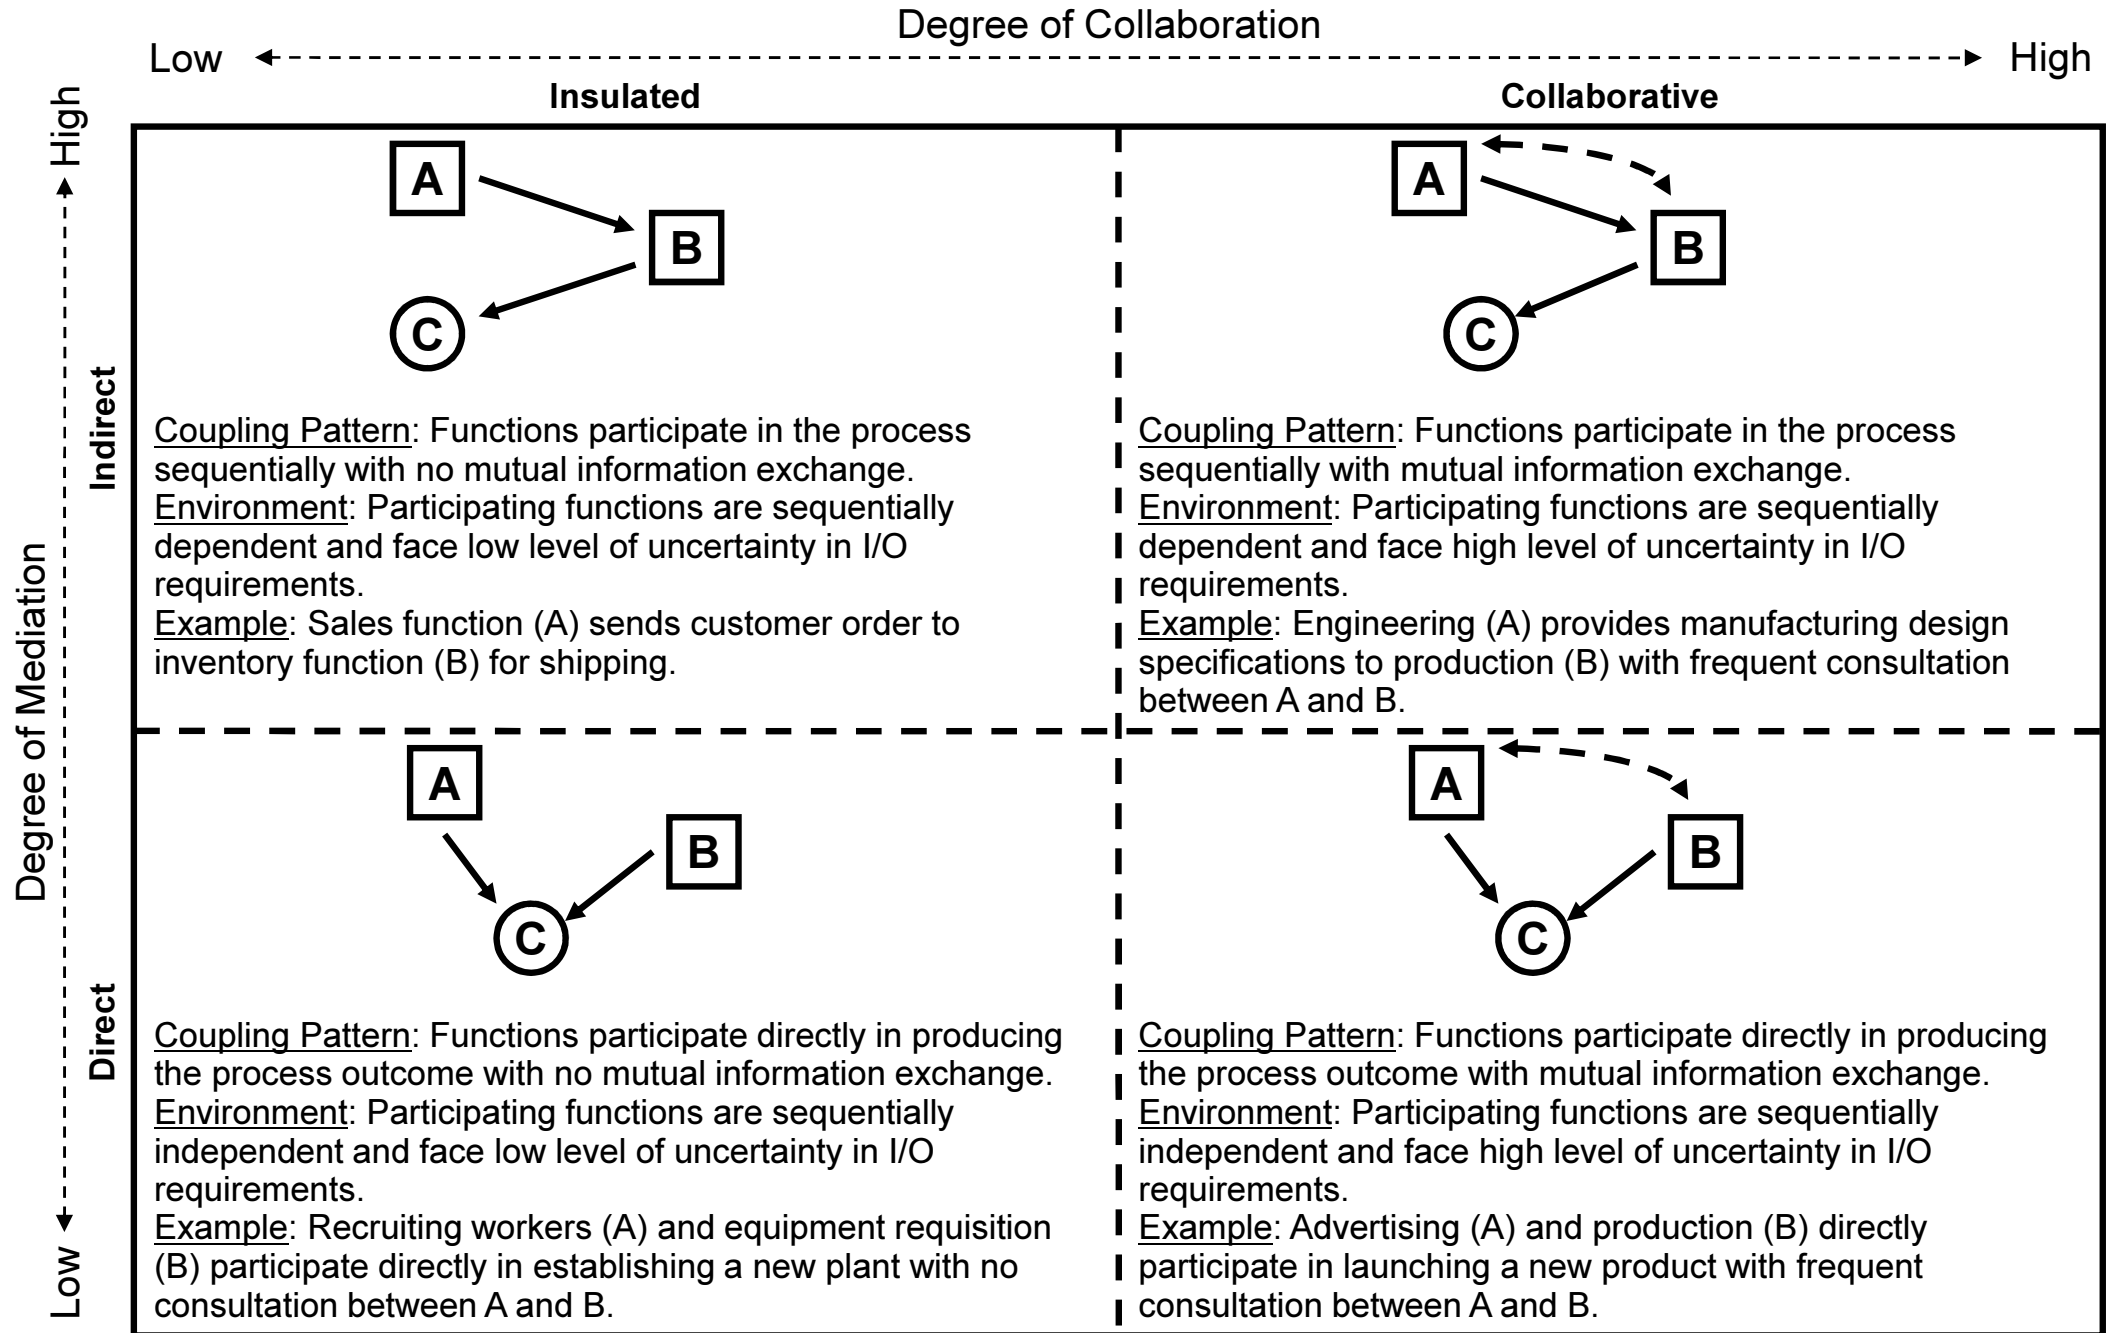 Degree of Collaboration
Low
High
Insulated
Collaborative
High
Degree of Mediation
Low
Indirect
Direct
A
B
C
Coupling Pattern: Functions participate in the process
sequentially with no mutual information exchange.
Environment: Participating functions are sequentially
dependent and face low level of uncertainty in I/O
requirements.
Example: Sales function (A) sends customer order to
inventory function (B) for shipping.
A
B
C
Coupling Pattern: Functions participate in the process
sequentially with mutual information exchange.
Environment: Participating functions are sequentially
dependent and face high level of uncertainty in I/O
requirements.
Example: Engineering (A) provides manufacturing design
specifications to production (B) with frequent consultation
between A and B.
A
B
C
Coupling Pattern: Functions participate directly in producing
the process outcome with no mutual information exchange.
Environment: Participating functions are sequentially
independent and face low level of uncertainty in I/O
requirements.
Example: Recruiting workers (A) and equipment requisition
(B) participate directly in establishing a new plant with no
consultation between A and B.
A
B
C
Coupling Pattern: Functions participate directly in producing
the process outcome with mutual information exchange.
Environment: Participating functions are sequentially
independent and face high level of uncertainty in I/O
requirements.
Example: Advertising (A) and production (B) directly
participate in launching a new product with frequent
consultation between A and B.